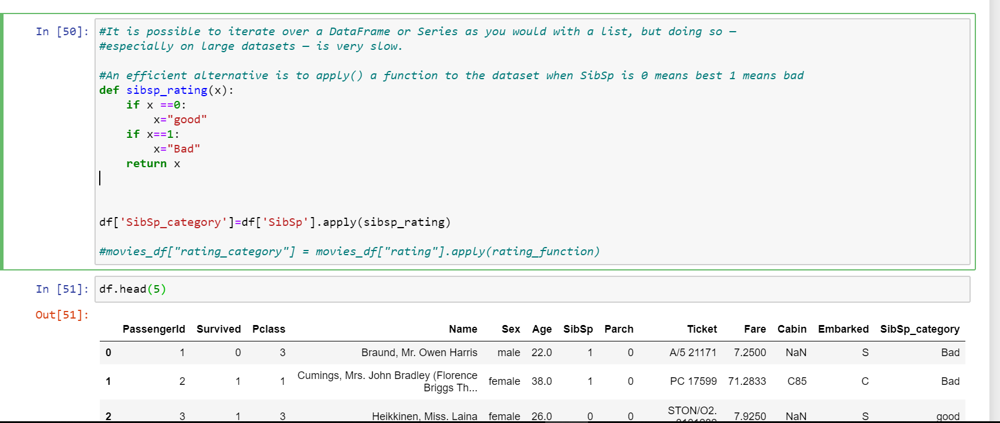 In [50]: #It is possible to iterate over a DataFrame or Series as you would with a list, but doing so —
#especially on large datasets — is very slow.
#An efficient alternative is to apply() a function to the dataset when SibSp is 0 means best 1 means bad
def sibsp_rating(x):
    if x ==0:
        x="good"
    if x==1:
        x="Bad"
    return x
df['SibSp_category']=df['SibSp'].apply(sibsp_rating)
#movies_df["rating_category"] = movies_df["rating"].apply(rating_function)
In [51]: df.head(5)
Out[51]:
PassengerId Survived Pclass Name Sex Age SibSp Parch Ticket Fare Cabin Embarked SibSp_category
0 1 0 3 Braund, Mr. Owen Harris male 22.0 1 0 A/5 21171 7.2500 NaN S Bad
1 2 1 1 Cumings, Mrs. John Bradley (Florence Briggs Th... female 38.0 1 0 PC 17599 71.2833 C85 C Bad
2 3 1 3 Heikkinen, Miss. Laina female 26.0 0 0 STON/O2. 7.9250 NaN S good